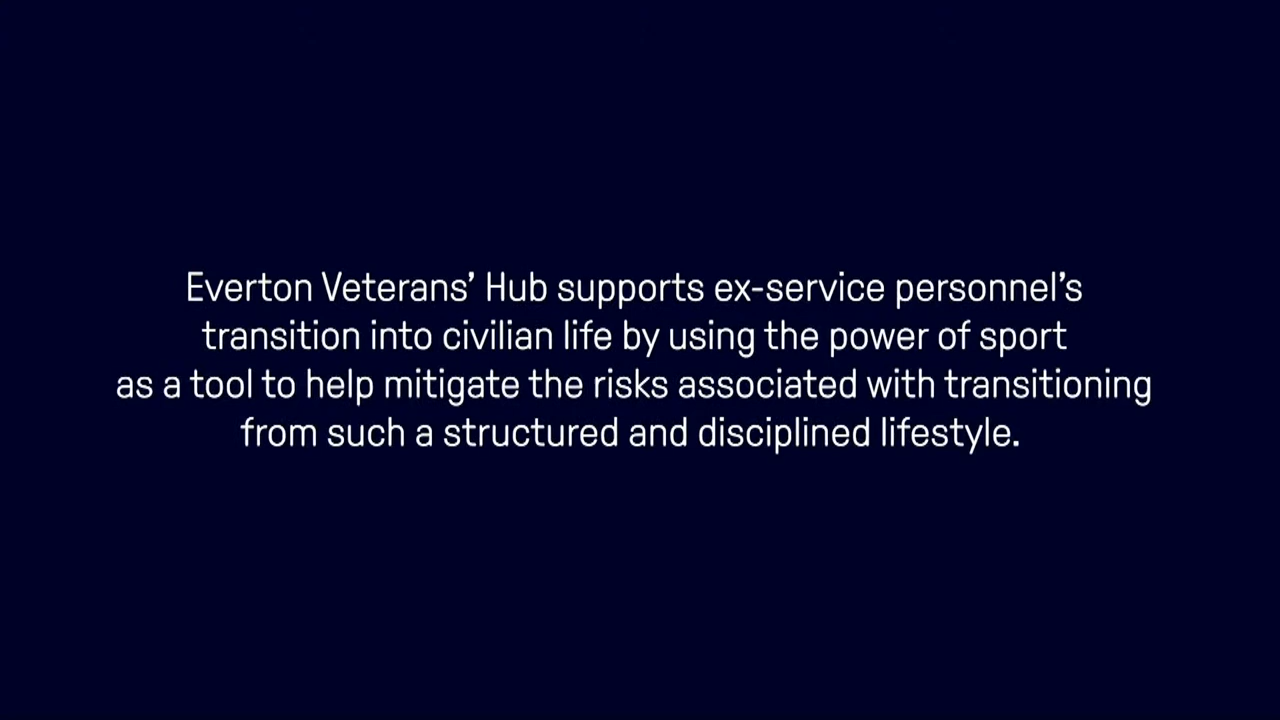 Everton Veterans’ Hub supports ex-service personnel’s
transition into civilian life by using the power of sport
as a tool to help mitigate the risks associated with transitioning
from such a structured and disciplined lifestyle.